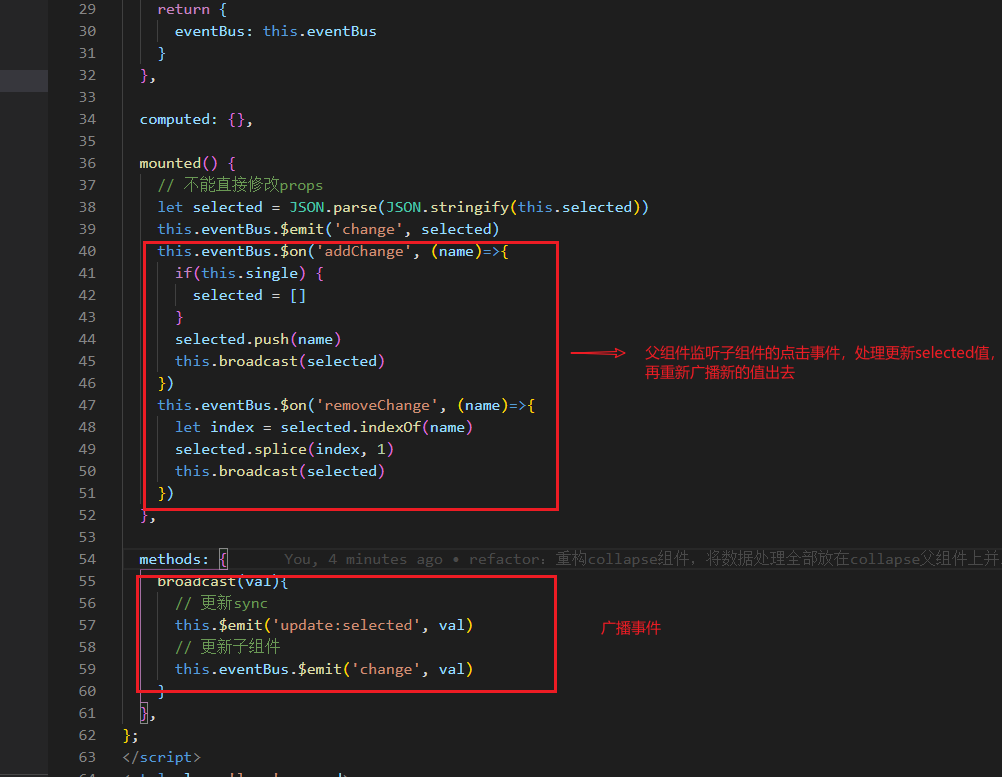 29 return {
30 eventBus: this.eventBus
31 }
32 },
33
34 computed: {},
35
36 mounted() {
37 // 不能直接修改props
38 let selected = JSON.parse(JSON.stringify(this.selected))
39 this.eventBus.$emit('change', selected)
40 this.eventBus.$on('addChange', (name)=>{
41 if(this.single) {
42 selected = []
43 }
44 selected.push(name)
45 this.broadcast(selected)
46 })
47 this.eventBus.$on('removeChange', (name)=>{
48 let index = selected.indexOf(name)
49 selected.splice(index, 1)
50 this.broadcast(selected)
51 })
52 },
53
54 methods: { You, 4 minutes ago • refactor：重构collapse组件，将数据处理全部放在collapse父组件上并
55 broadcast(val){
56 // 更新sync
57 this.$emit('update:selected', val)
58 // 更新子组件
59 this.eventBus.$emit('change', val)
60 }
61 },
62 };
63 </script>
父组件监听子组件的点击事件，处理更新selected值，
再重新广播新的值出去
广播事件